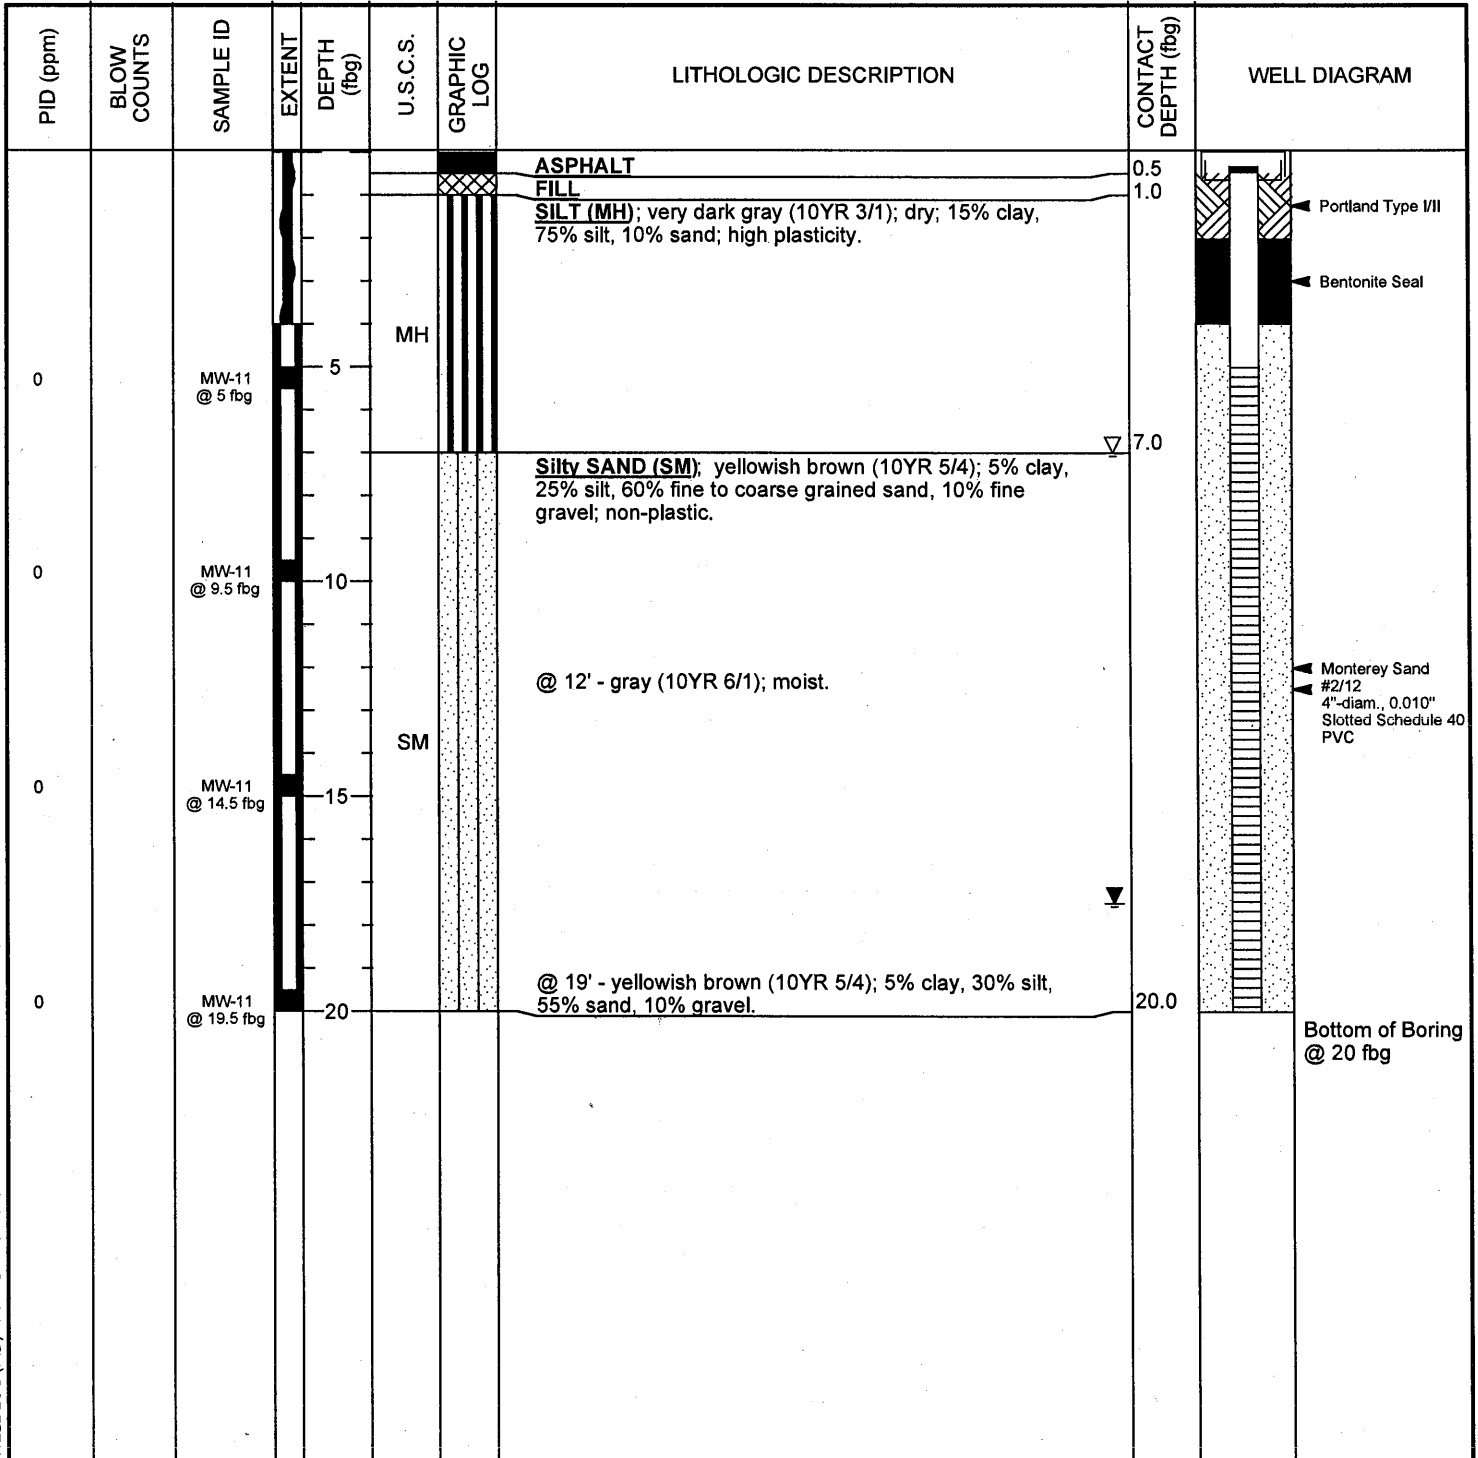 PID (ppm)
BLOW
COUNTS
SAMPLE ID
EXTENT
DEPTH
(fbg)
U.S.C.S.
GRAPHIC
LOG
LITHOLOGIC DESCRIPTION
CONTACT
DEPTH (fbg)
WELL DIAGRAM
ASPHALT
0.5
FILL
1.0
SILT (MH); very dark gray (10YR 3/1); dry; 15% clay,
75% silt, 10% sand; high plasticity.
Portland Type I/II
Bentonite Seal
MH
5
0
MW-11
@ 5 fbg
7.0
Silty SAND (SM); yellowish brown (10YR 5/4); 5% clay,
25% silt, 60% fine to coarse grained sand, 10% fine
gravel; non-plastic.
0
MW-11
@ 9.5 fbg
10
@ 12' - gray (10YR 6/1); moist.
Monterey Sand
#2/12
4"-diam., 0.010"
Slotted Schedule 40
PVC
SM
0
MW-11
@ 14.5 fbg
15
@ 19' - yellowish brown (10YR 5/4); 5% clay, 30% silt,
55% sand, 10% gravel.
0
MW-11
@ 19.5 fbg
20
20.0
Bottom of Boring
@ 20 fbg